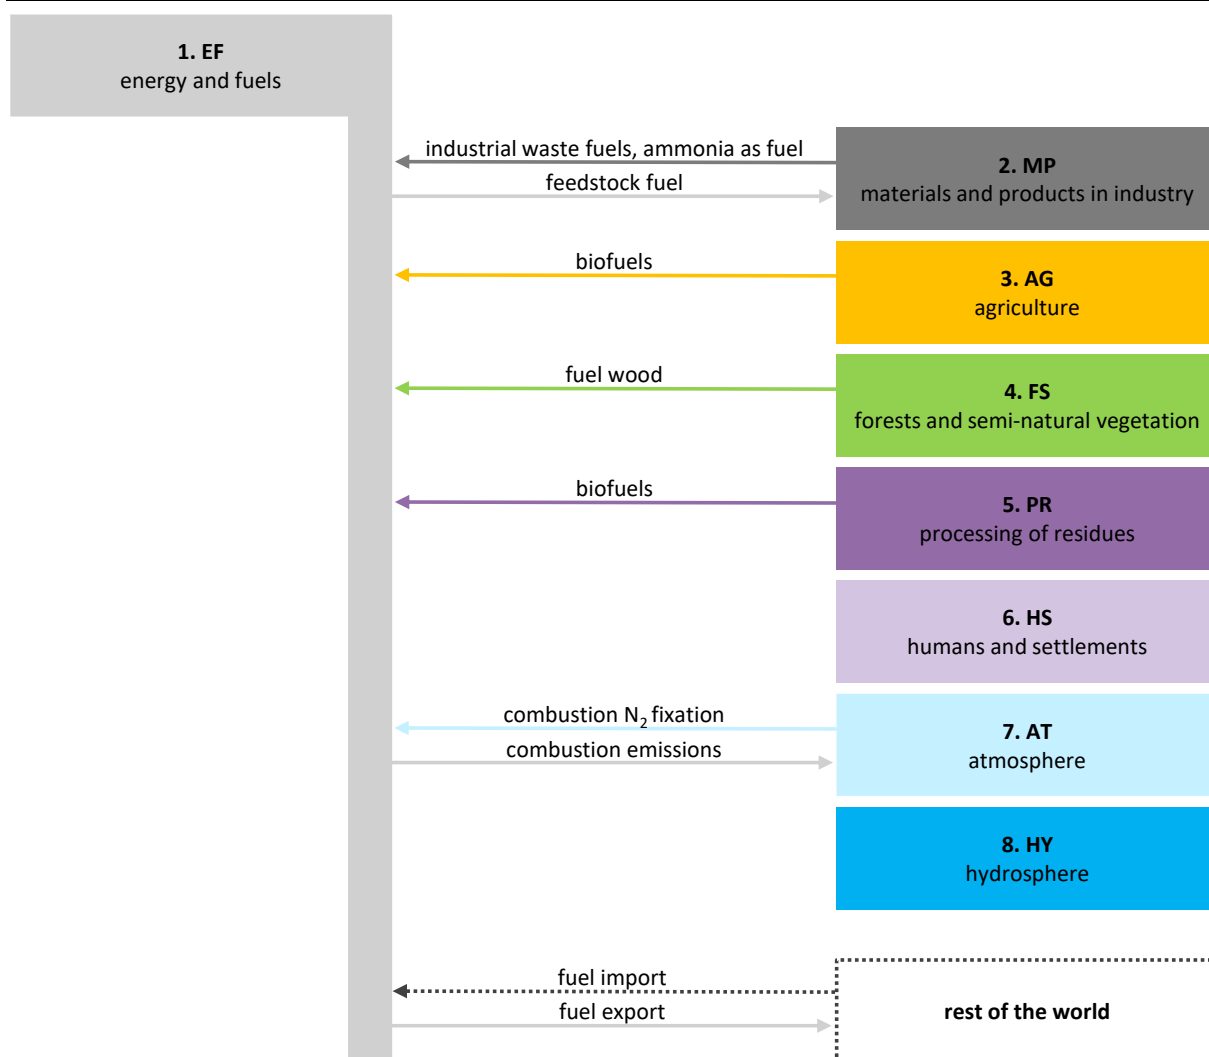 1. EF
energy and fuels
industrial waste fuels, ammonia as fuel
feedstock fuel
2. MP
materials and products in industry
biofuels
3. AG
agriculture
fuel wood
4. FS
forests and semi-natural vegetation
biofuels
5. PR
processing of residues
6. HS
humans and settlements
combustion N₂ fixation
combustion emissions
7. AT
atmosphere
8. HY
hydrosphere
fuel import
fuel export
rest of the world